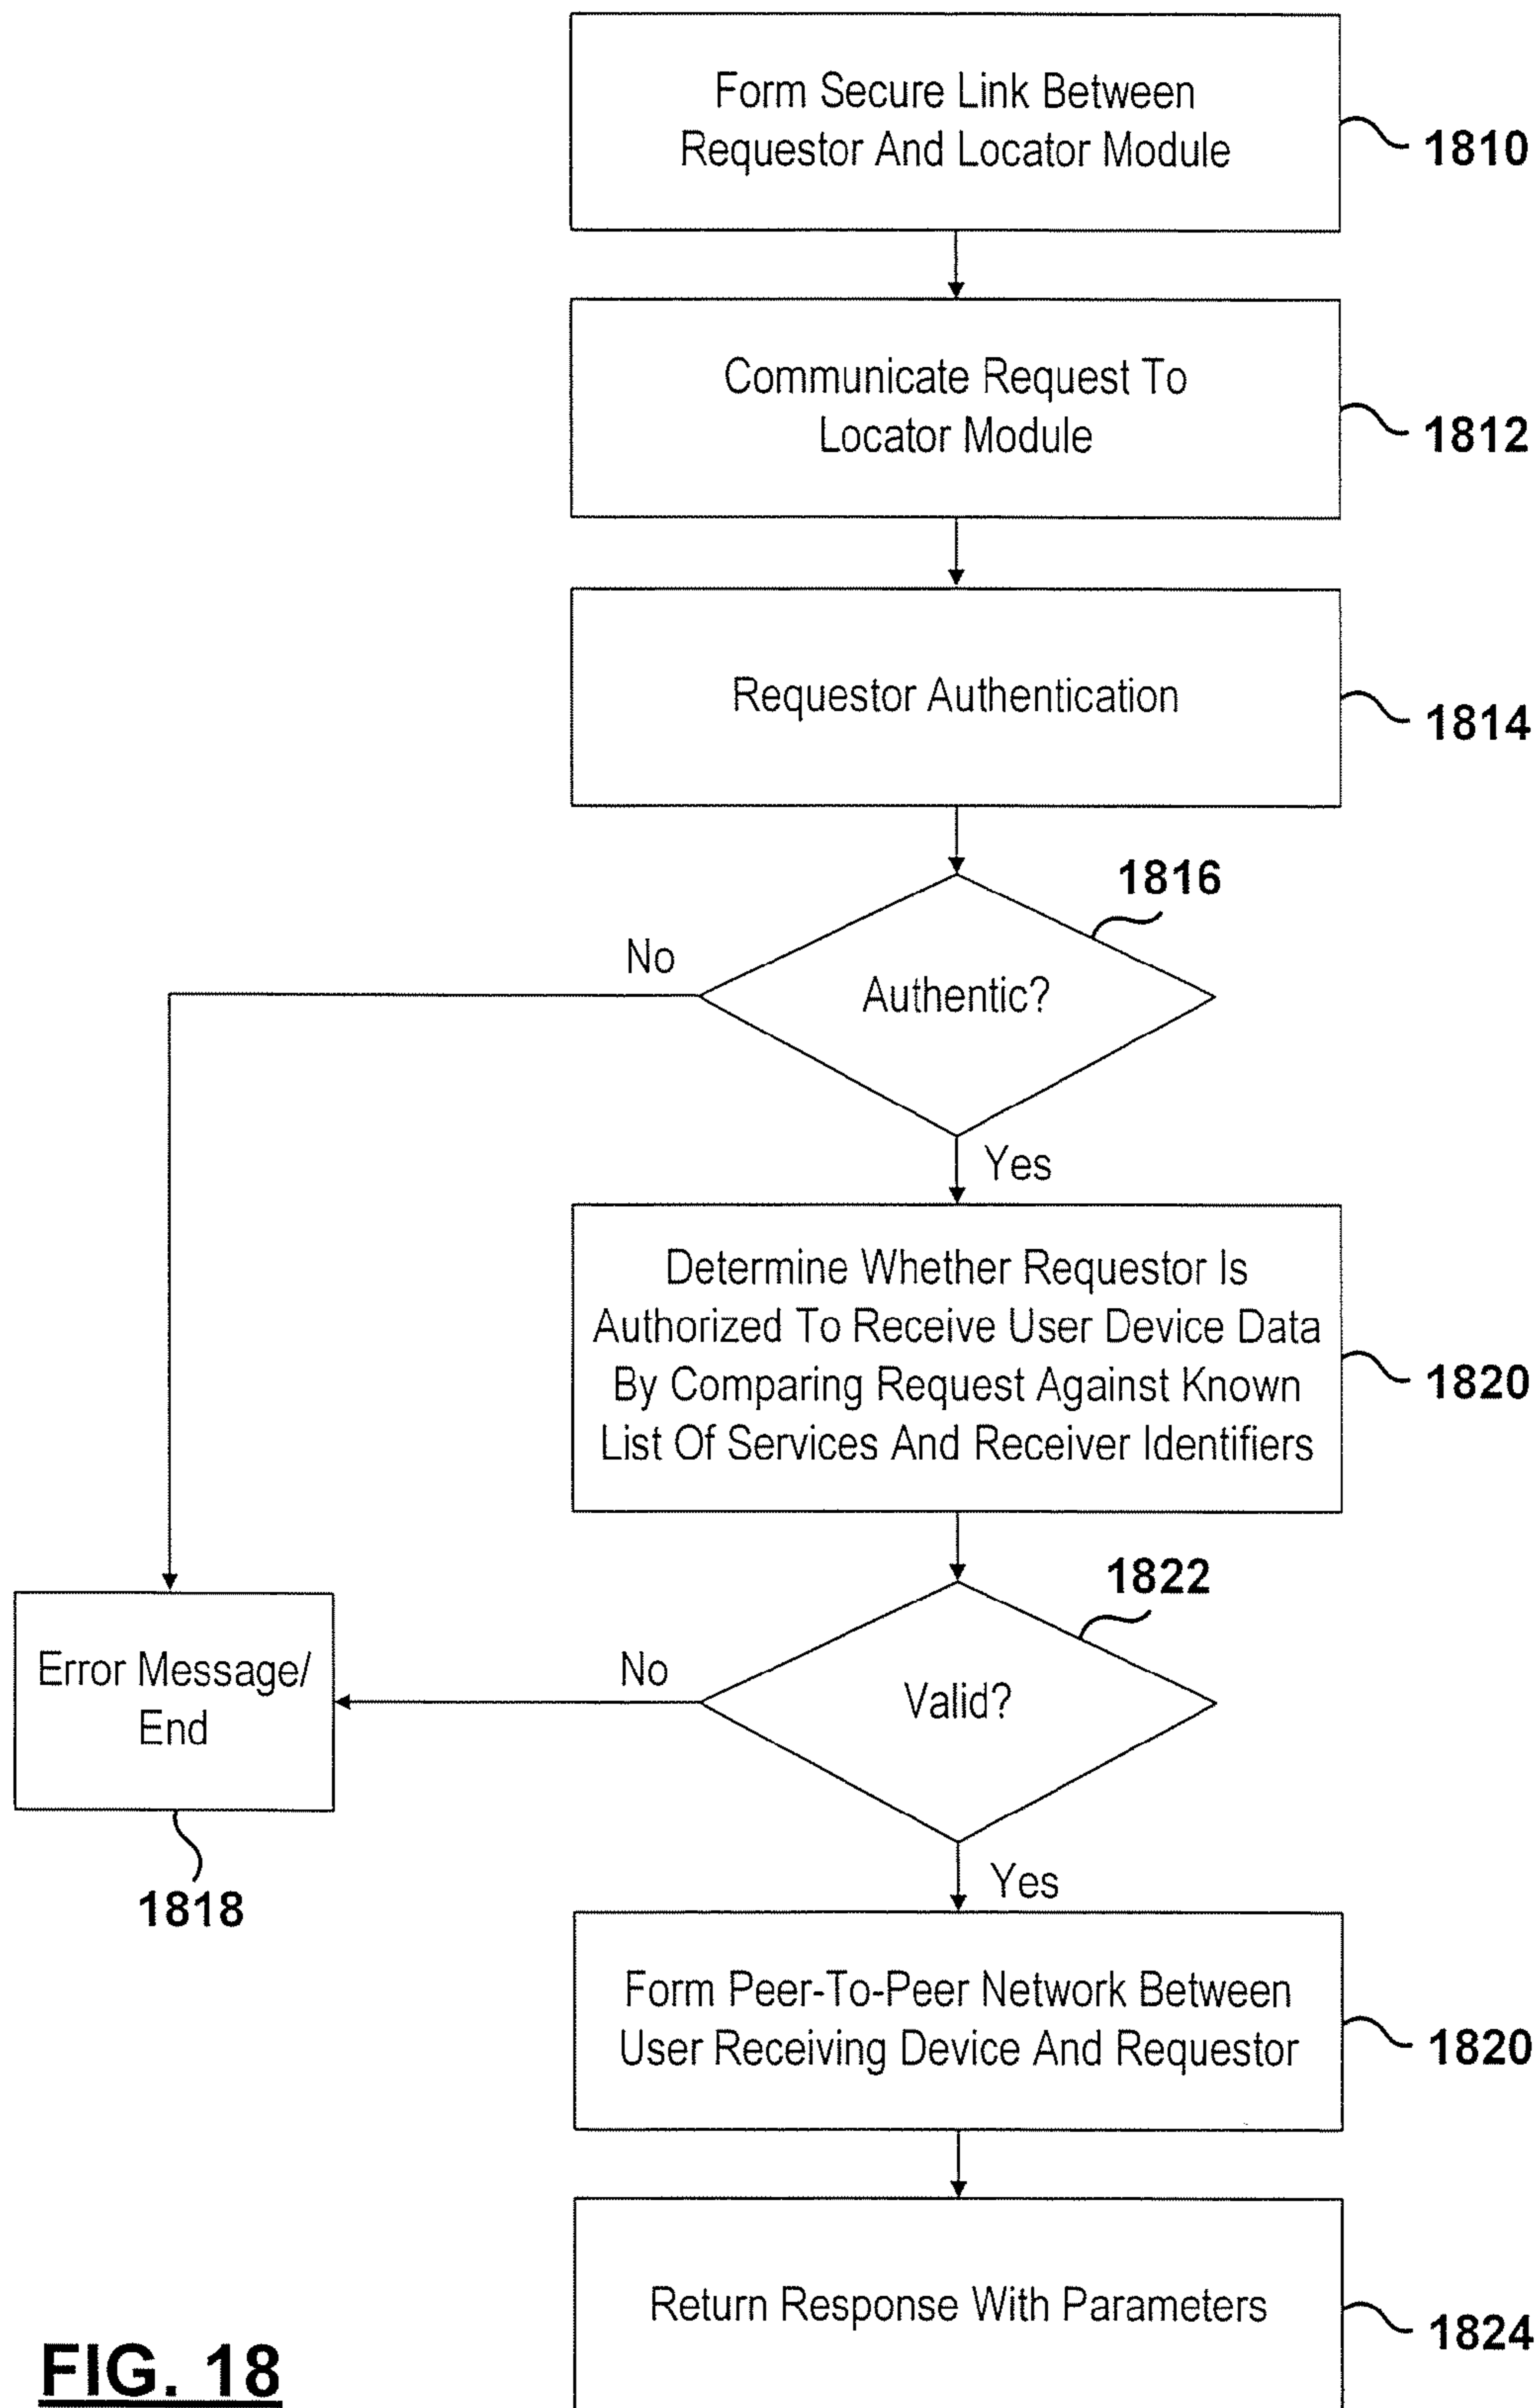 Form Secure Link Between
Requestor And Locator Module
1810
Communicate Request To
Locator Module
1812
Requestor Authentication
1814
1816
No
Authentic?
Yes
Determine Whether Requestor Is
Authorized To Receive User Device Data
By Comparing Request Against Known
List Of Services And Receiver Identifiers
1820
1822
Error Message/
End
No
Valid?
1818
Yes
Form Peer-To-Peer Network Between
User Receiving Device And Requestor
1820
Return Response With Parameters
1824
FIG. 18